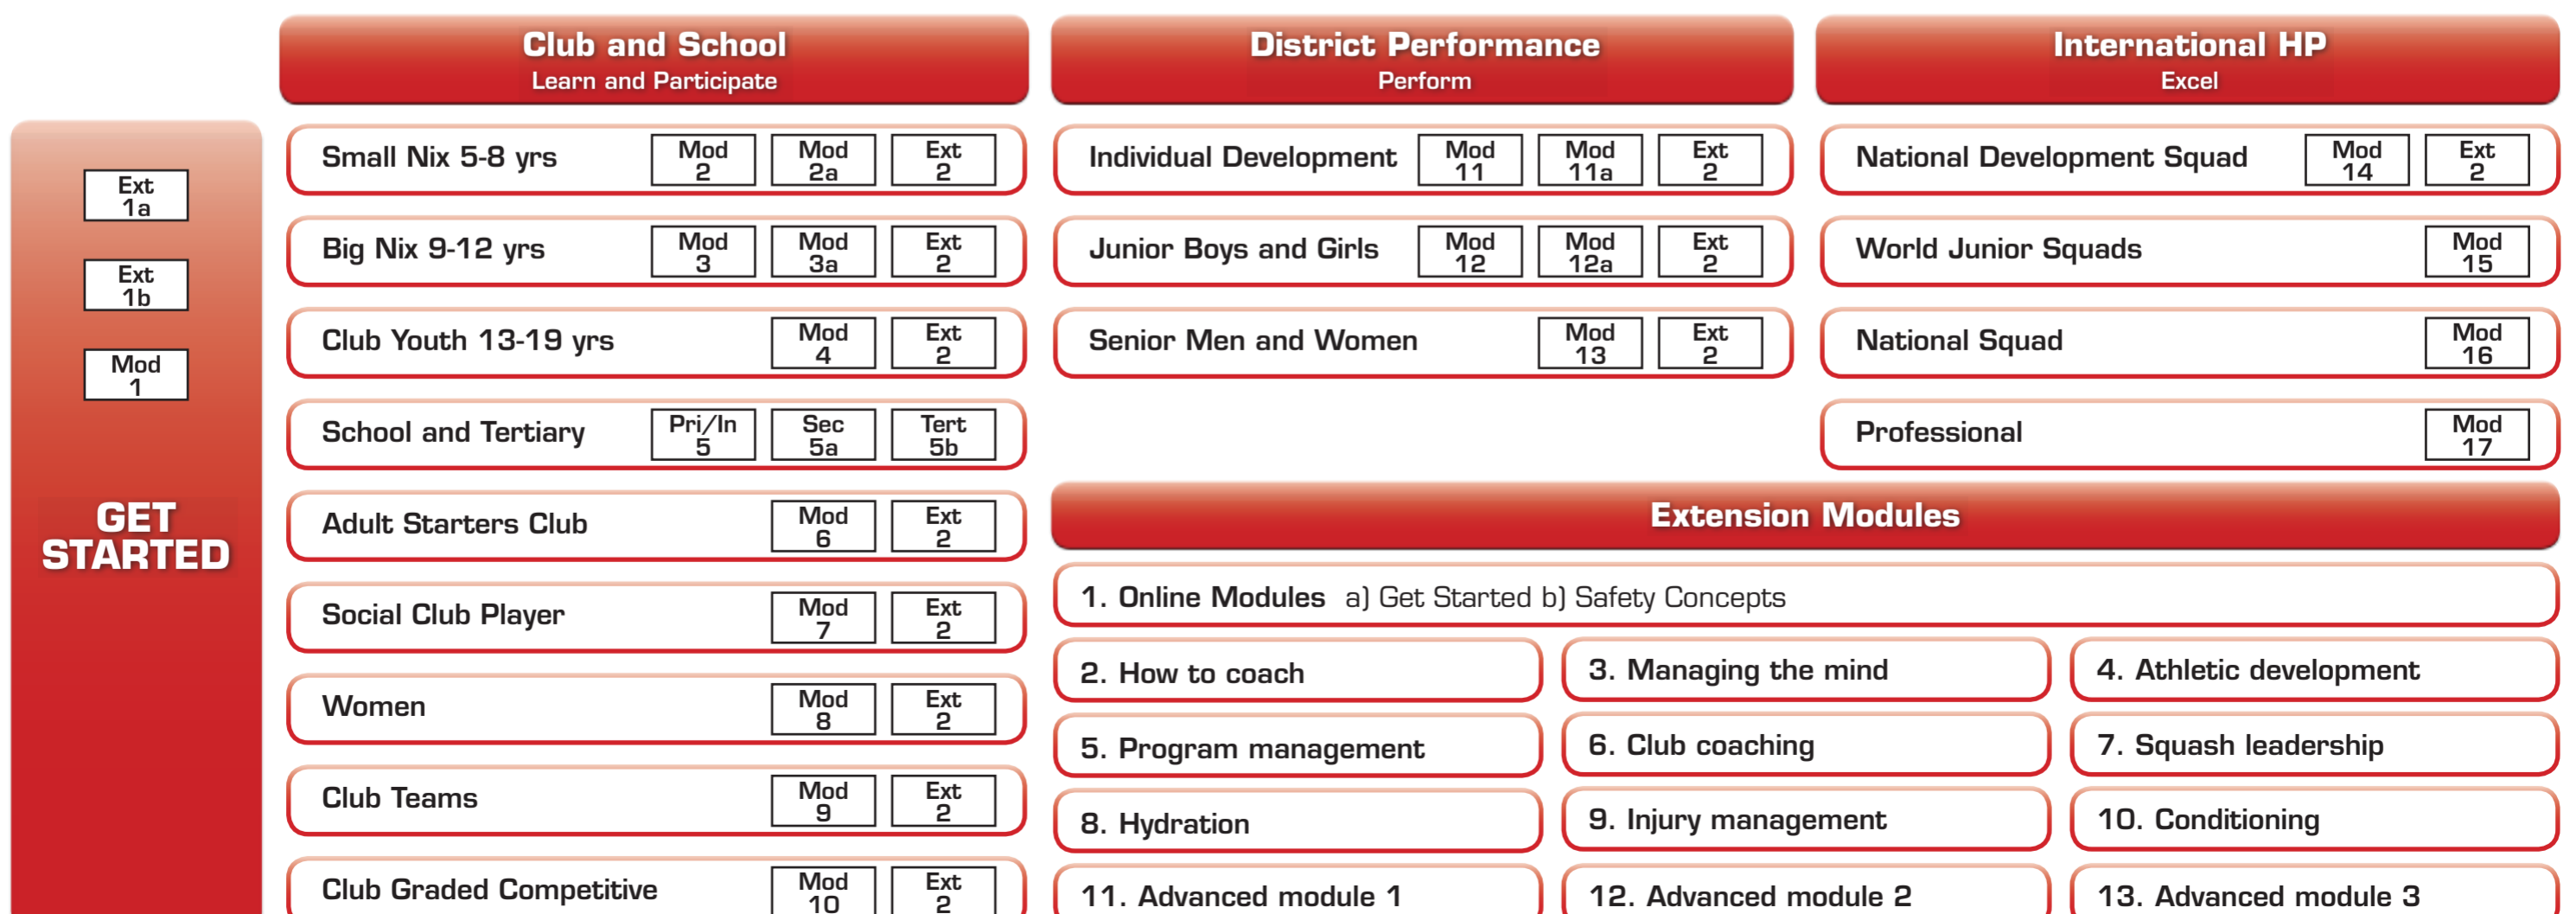 Club and School
Learn and Participate
District Performance
Perform
International HP
Excel
Ext
1a
Ext
1b
Mod
1
GET
STARTED
Small Nix 5-8 yrs
Mod
2
Mod
2a
Ext
2
Big Nix 9-12 yrs
Mod
3
Mod
3a
Ext
2
Club Youth 13-19 yrs
Mod
4
Ext
2
School and Tertiary
Pri/In
5
Sec
5a
Tert
5b
Adult Starters Club
Mod
6
Ext
2
Social Club Player
Mod
7
Ext
2
Women
Mod
8
Ext
2
Club Teams
Mod
9
Ext
2
Club Graded Competitive
Mod
10
Ext
2
Individual Development
Mod
11
Mod
11a
Ext
2
Junior Boys and Girls
Mod
12
Mod
12a
Ext
2
Senior Men and Women
Mod
13
Ext
2
National Development Squad
Mod
14
Ext
2
World Junior Squads
Mod
15
National Squad
Mod
16
Professional
Mod
17
Extension Modules
1. Online Modules a) Get Started b) Safety Concepts
2. How to coach
3. Managing the mind
4. Athletic development
5. Program management
6. Club coaching
7. Squash leadership
8. Hydration
9. Injury management
10. Conditioning
11. Advanced module 1
12. Advanced module 2
13. Advanced module 3